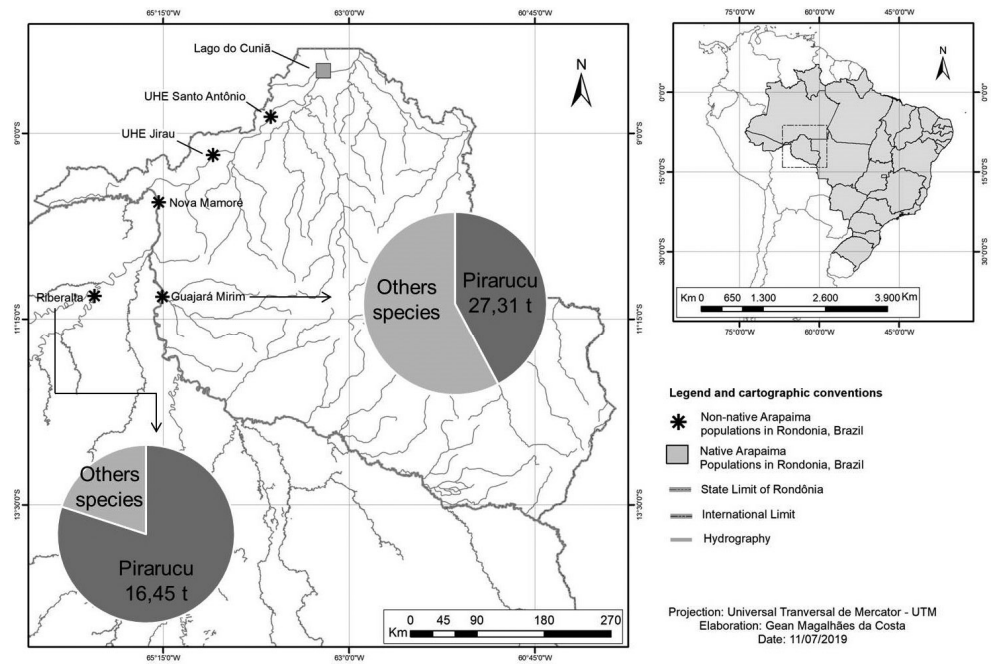 65°15'0"W
63°0'0"W
60°45'0"W
Lago do Cuniã
UHE Santo Antônio
UHE Jirau
Nova Mamoré
Riberalta
Guajará Mirim
N
9°0'0"S
11°15'0"S
13°30'0"S
Others
species
Pirarucu
27,31 t
Others
species
Pirarucu
16,45 t
Km
0 45 90 180 270
65°15'0"W
63°0'0"W
60°45'0"W
75°0'0"W
60°0'0"W
45°0'0"W
N
0°0'0"
15°0'0"S
30°0'0"S
0°0'0"
15°0'0"S
30°0'0"S
Km 0 650 1.300 2.600 3.900 Km
75°0'0"W
60°0'0"W
45°0'0"W
Legend and cartographic conventions
Non-native Arapaima
populations in Rondonia, Brazil
Native Arapaima
Populations in Rondonia, Brazil
State Limit of Rondônia
International Limit
Hydrography
Projection: Universal Tranversal de Mercator - UTM
Elaboration: Gean Magalhães da Costa
Date: 11/07/2019